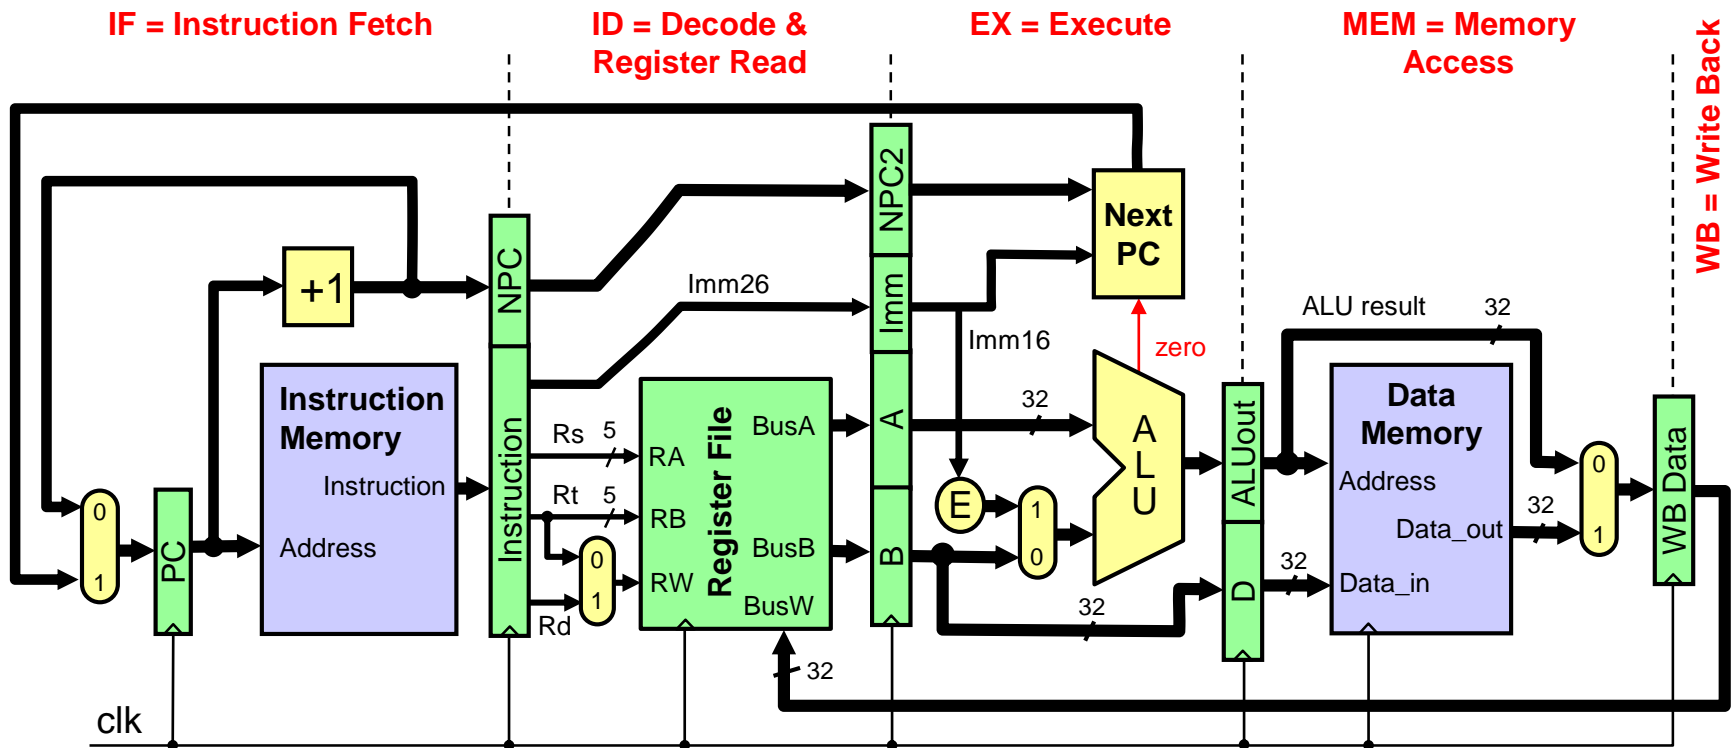 IF = Instruction Fetch
ID = Decode &
Register Read
EX = Execute
MEM = Memory
Access
WB = Write Back
NPC2
Next
PC
+1
NPC
Imm26
Imm
Imm16
zero
ALU result
32
Instruction
Memory
Instruction
Address
Instruction
Rs
5
Rt
5
Rd
0
1
Register File
RA
RB
RW
BusA
BusB
BusW
A
B
32
E
1
0
A
L
U
ALUout
D
32
32
Data
Memory
Address
Data_out
Data_in
32
0
1
WB Data
0
1
PC
32
clk